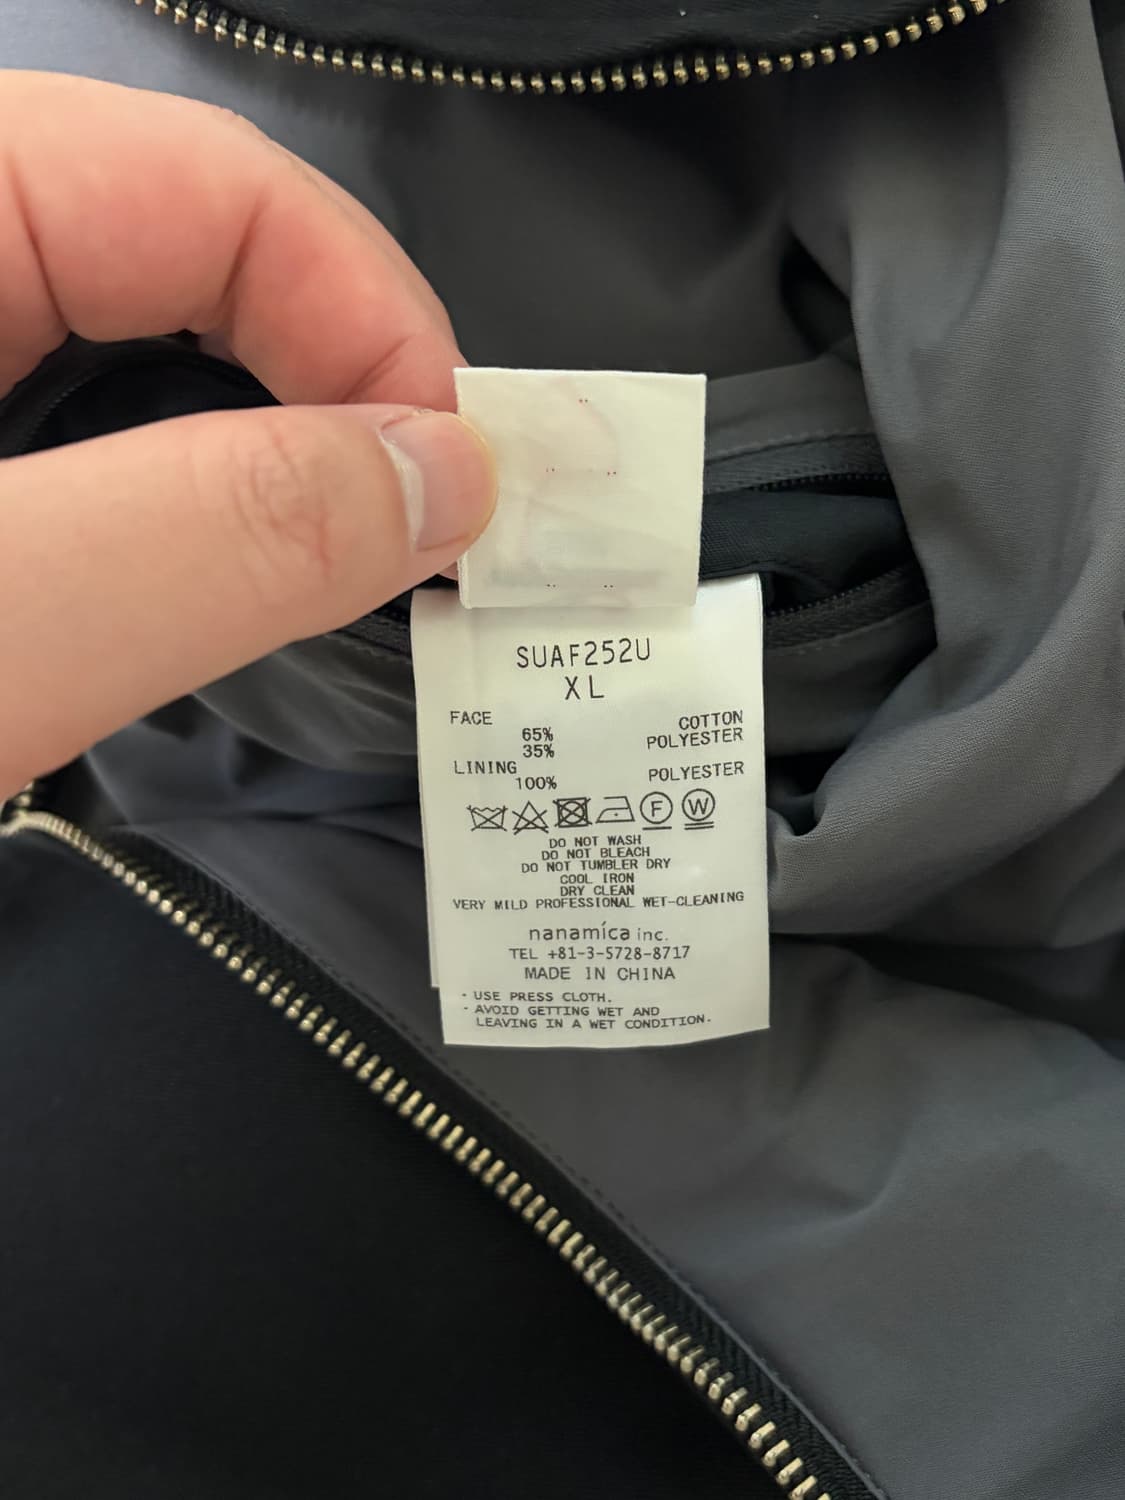 SUAF252U
XL
FACE
65% COTTON
35% POLYESTER
LINING
100% POLYESTER
F W
DO NOT WASH
DO NOT BLEACH
DO NOT TUMBLER DRY
COOL IRON
DRY CLEAN
VERY MILD PROFESSIONAL WET-CLEANING
nanamíca inc.
TEL +81-3-5728-8717
MADE IN CHINA
- USE PRESS CLOTH.
- AVOID GETTING WET AND
LEAVING IN A WET CONDITION.